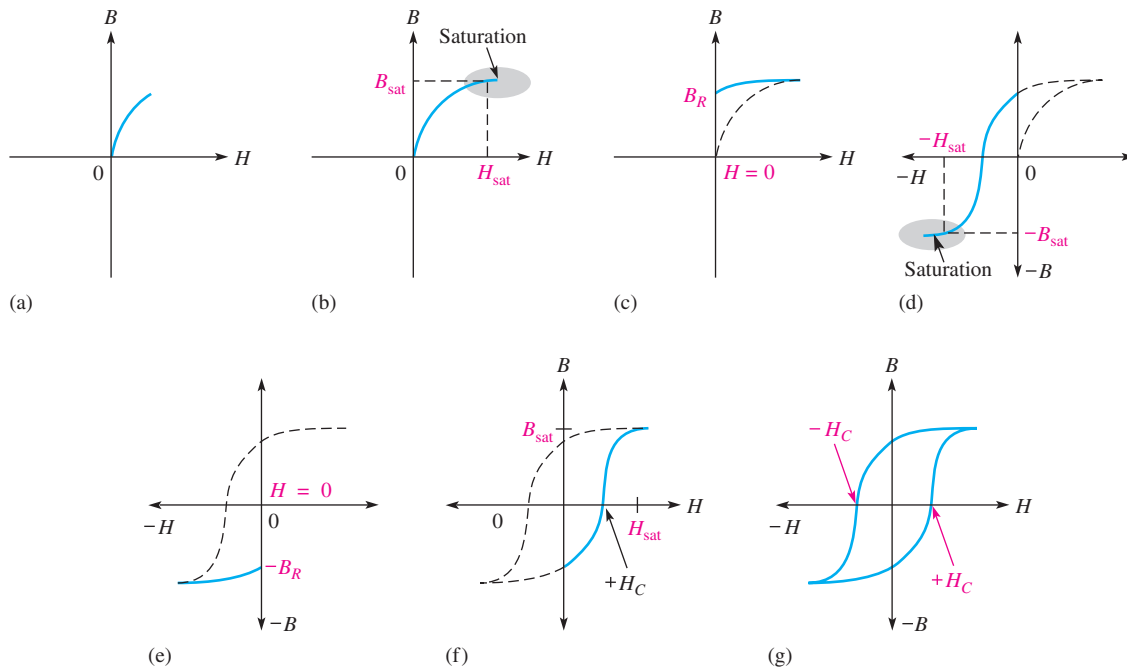 B
Saturation
B_sat
0
H
H_sat
(a)
B
0
H
(b)
B
B_R
H = 0
H
(c)
−H_sat
−H
0
−B_sat
Saturation
−B
(d)
H = 0
−H
0
−B_R
−B
(e)
B
B_sat
0
H
H_sat
+H_C
(f)
B
−H_C
−H
H
+H_C
−B
(g)